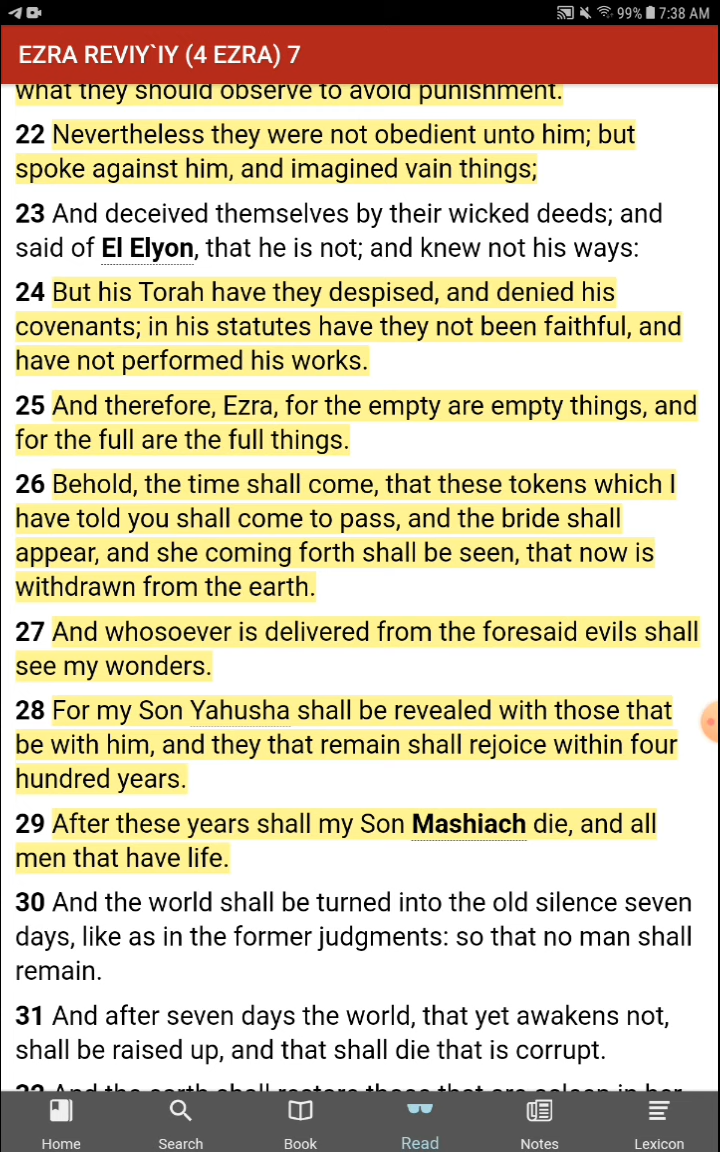 99% 7:38 AM
EZRA REVIY`IY (4 EZRA) 7
what they should observe to avoid punishment.
22 Nevertheless they were not obedient unto him; but
spoke against him, and imagined vain things;
23 And deceived themselves by their wicked deeds; and
said of El Elyon, that he is not; and knew not his ways:
24 But his Torah have they despised, and denied his
covenants; in his statutes have they not been faithful, and
have not performed his works.
25 And therefore, Ezra, for the empty are empty things, and
for the full are the full things.
26 Behold, the time shall come, that these tokens which I
have told you shall come to pass, and the bride shall
appear, and she coming forth shall be seen, that now is
withdrawn from the earth.
27 And whosoever is delivered from the foresaid evils shall
see my wonders.
28 For my Son Yahusha shall be revealed with those that
be with him, and they that remain shall rejoice within four
hundred years.
29 After these years shall my Son Mashiach die, and all
men that have life.
30 And the world shall be turned into the old silence seven
days, like as in the former judgments: so that no man shall
remain.
31 And after seven days the world, that yet awakens not,
shall be raised up, and that shall die that is corrupt.
32 And the earth shall restore those that are asleep in her
Home Search Book Read Notes Lexicon